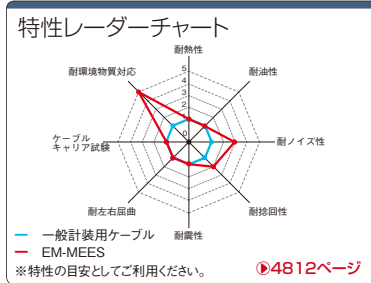 特性レーダーチャート
耐熱性
耐環境物質対応
耐油性
5
4
3
2
1
0
ケーブル
キャリア試験
耐ノイズ性
耐左右屈曲
耐捻回性
耐震性
一般計装用ケーブル
EM-MEES
※特性の目安としてご利用ください。
4812ページ